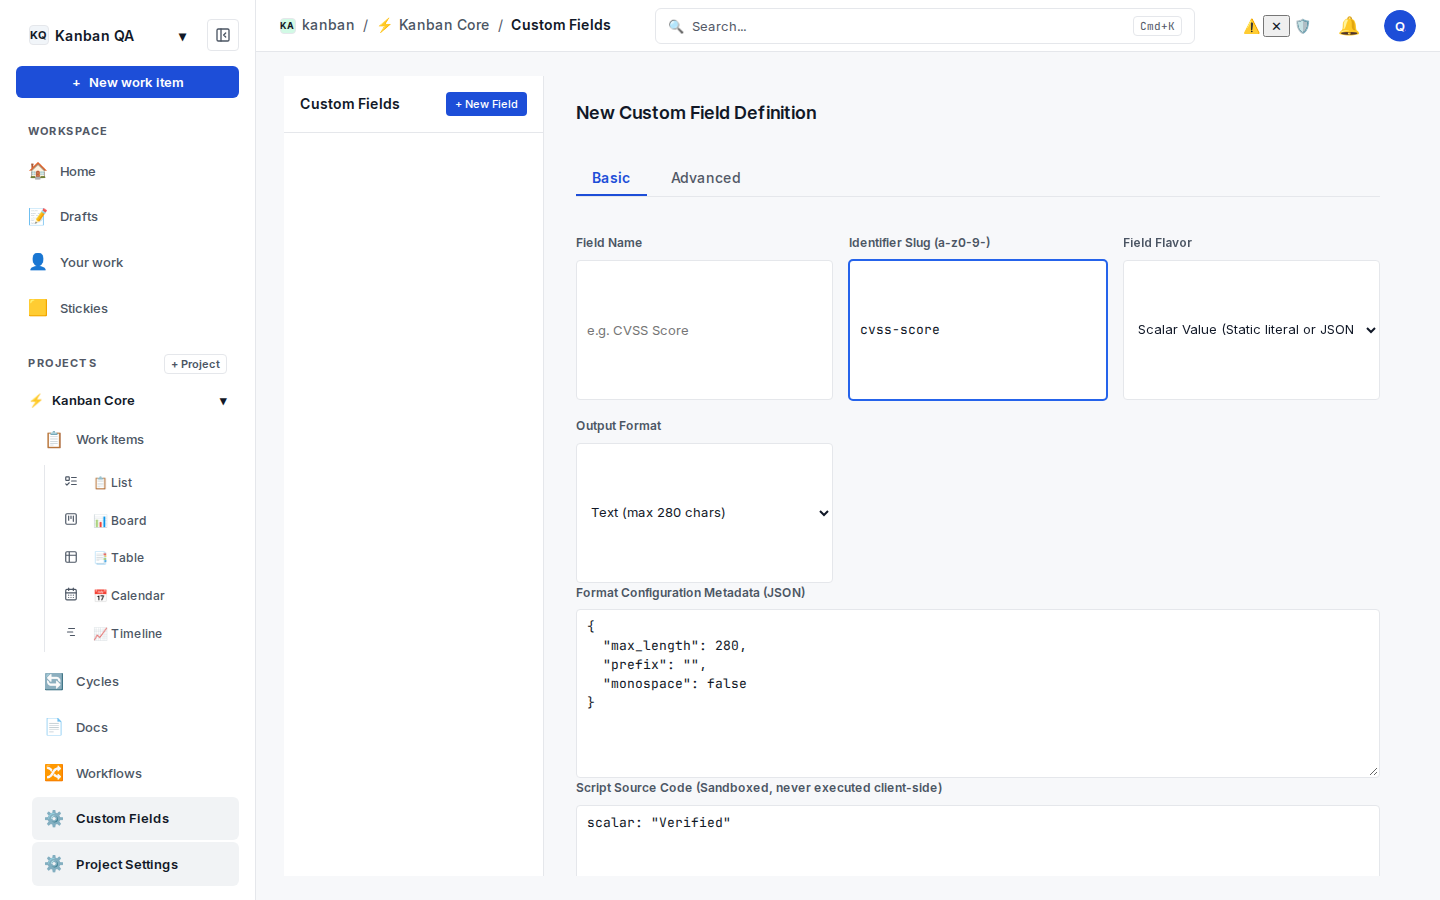 KQ Kanban QA ▾
+ New work item
WORKSPACE
Home
Drafts
Your work
Stickies
PROJECTS
+ Project
Kanban Core ▾
Work Items
List
Board
Table
Calendar
Timeline
Cycles
Docs
Workflows
Custom Fields
Project Settings
KA kanban / Kanban Core / Custom Fields
Search...
Cmd+K
✕
Q
Custom Fields
+ New Field
New Custom Field Definition
Basic
Advanced
Field Name
Identifier Slug (a-z0-9-)
Field Flavor
e.g. CVSS Score
cvss-score
Scalar Value (Static literal or JSON
Output Format
Text (max 280 chars)
Format Configuration Metadata (JSON)
{
"max_length": 280,
"prefix": "",
"monospace": false
}
Script Source Code (Sandboxed, never executed client-side)
scalar: "Verified"